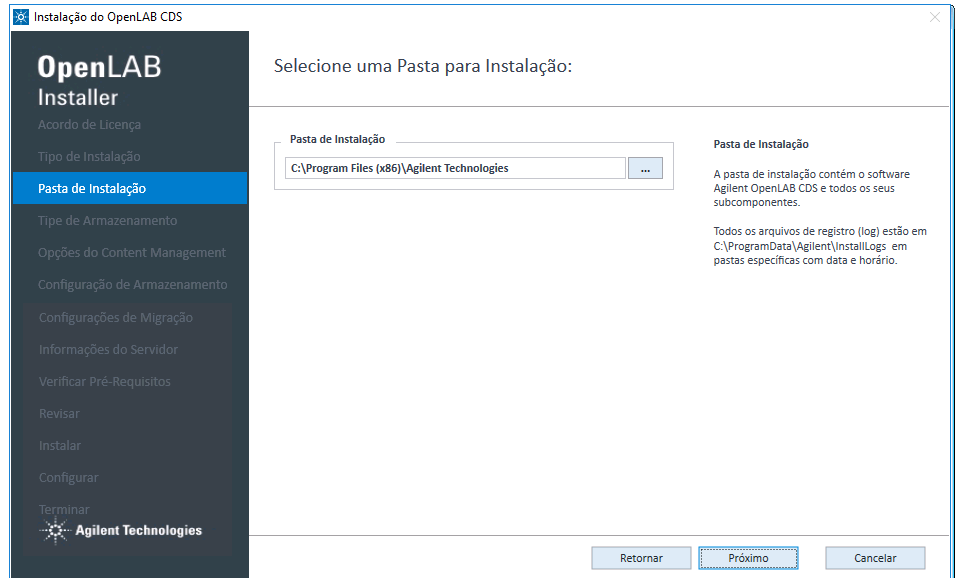 Instalação do OpenLAB CDS
OpenLAB
Installer
Acordo de Licença
Tipo de Instalação
Pasta de Instalação
Tipe de Armazenamento
Opções do Content Management
Configuração de Armazenamento
Configurações de Migração
Informações do Servidor
Verificar Pré-Requisitos
Revisar
Instalar
Configurar
Terminar
Agilent Technologies
Selecione uma Pasta para Instalação:
Pasta de Instalação
C:\Program Files (x86)\Agilent Technologies
...
Pasta de Instalação
A pasta de instalação contém o software
Agilent OpenLAB CDS e todos os seus
subcomponentes.
Todos os arquivos de registro (log) estão em
C:\ProgramData\Agilent\InstallLogs em
pastas específicas com data e horário.
Retornar
Próximo
Cancelar